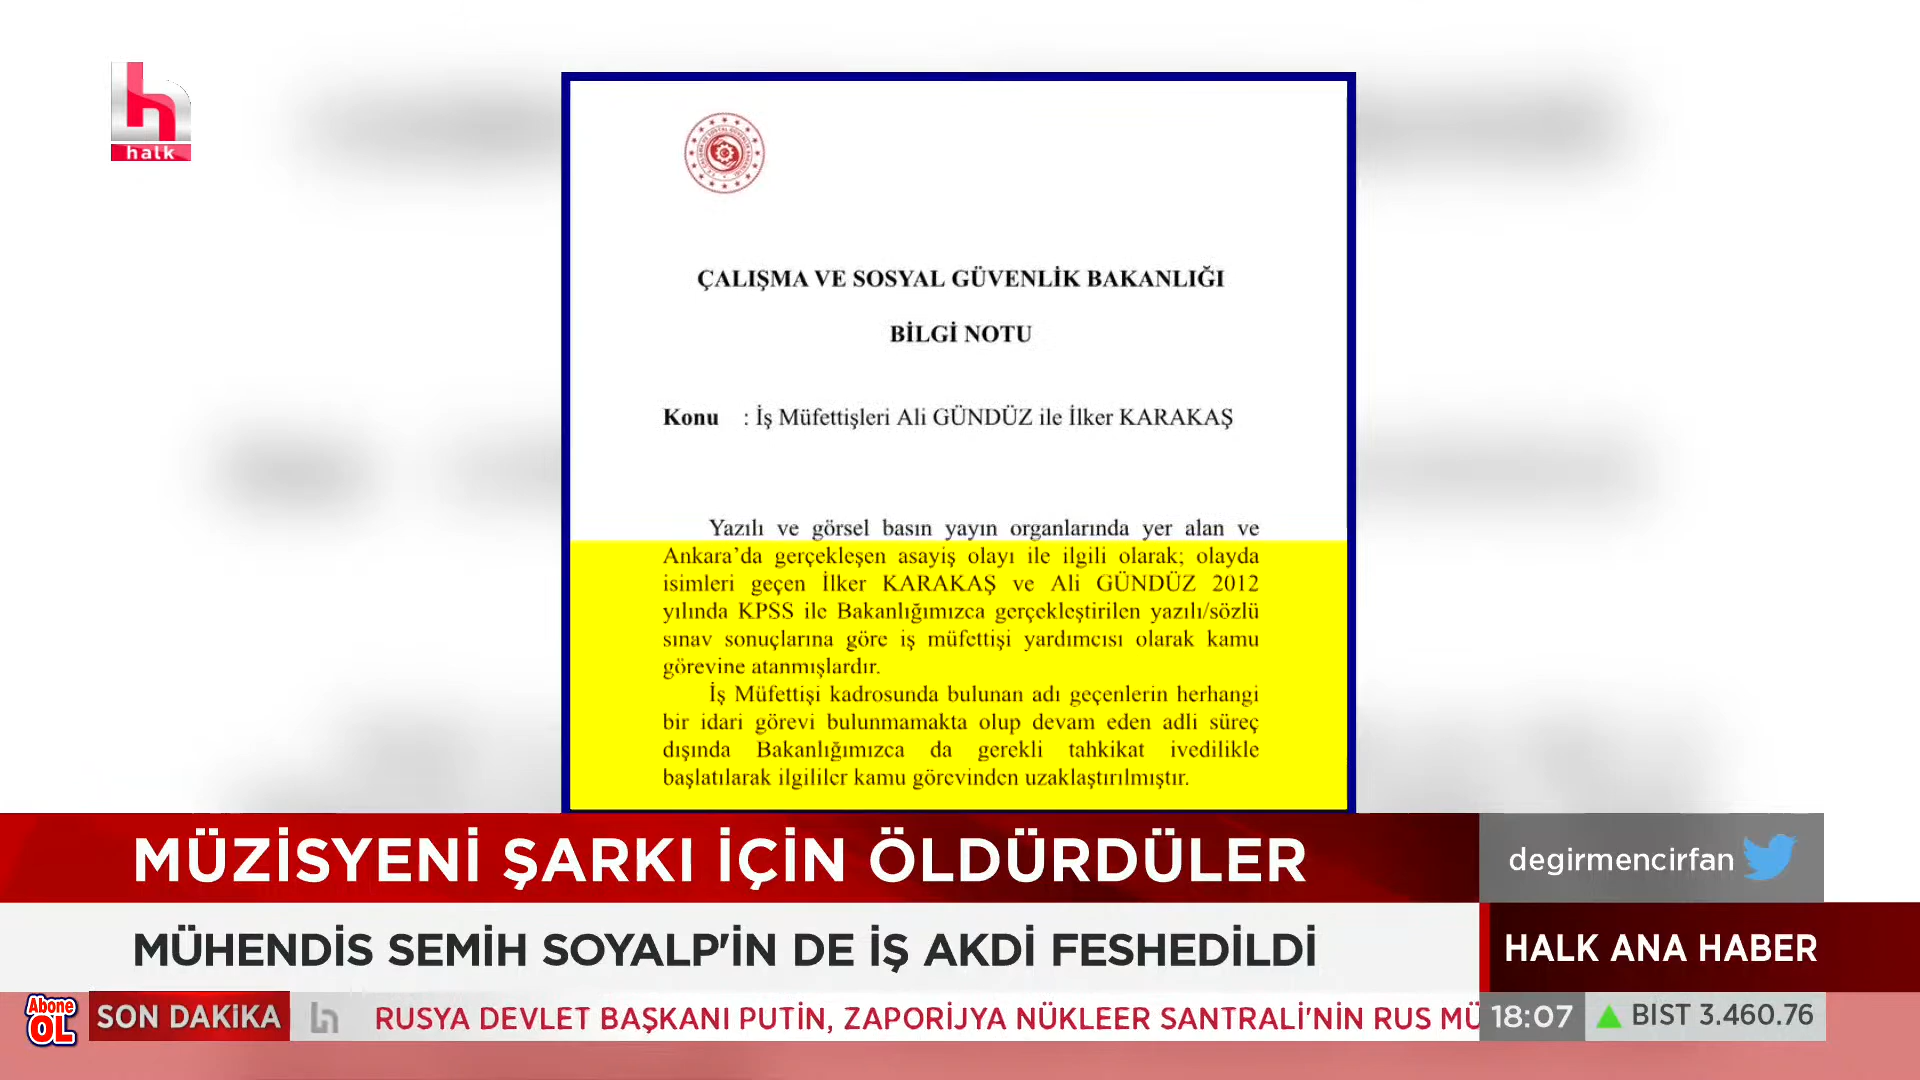 halk
ÇALIŞMA VE SOSYAL GÜVENLİK BAKANLIĞI
BİLGİ NOTU
Konu : İş Müfettişleri Ali GÜNDÜZ ile İlker KARAKAŞ
Yazılı ve görsel basın yayın organlarında yer alan ve
Ankara'da gerçekleşen asayiş olayı ile ilgili olarak; olayda
isimleri geçen İlker KARAKAŞ ve Ali GÜNDÜZ 2012
yılında KPSS ile Bakanlığımızca gerçekleştirilen yazılı/sözlü
sınav sonuçlarına göre iş müfettişi yardımcısı olarak kamu
görevine atanmışlardır.
İş Müfettişi kadrosunda bulunan adı geçenlerin herhangi
bir idari görevi bulunmamakta olup devam eden adli süreç
dışında Bakanlığımızca da gerekli tahkikat ivedilikle
başlatılarak ilgililer kamu görevinden uzaklaştırılmıştır.
MÜZİSYENİ ŞARKI İÇİN ÖLDÜRDÜLER
degirmencirfan
MÜHENDİS SEMİH SOYALP'İN DE İŞ AKDİ FESHEDİLDİ
HALK ANA HABER
Abone
OL
SON DAKİKA
h
RUSYA DEVLET BAŞKANI PUTİN, ZAPORİJYA NÜKLEER SANTRALİ'NİN RUS MÜ
18:07
BIST 3.460.76